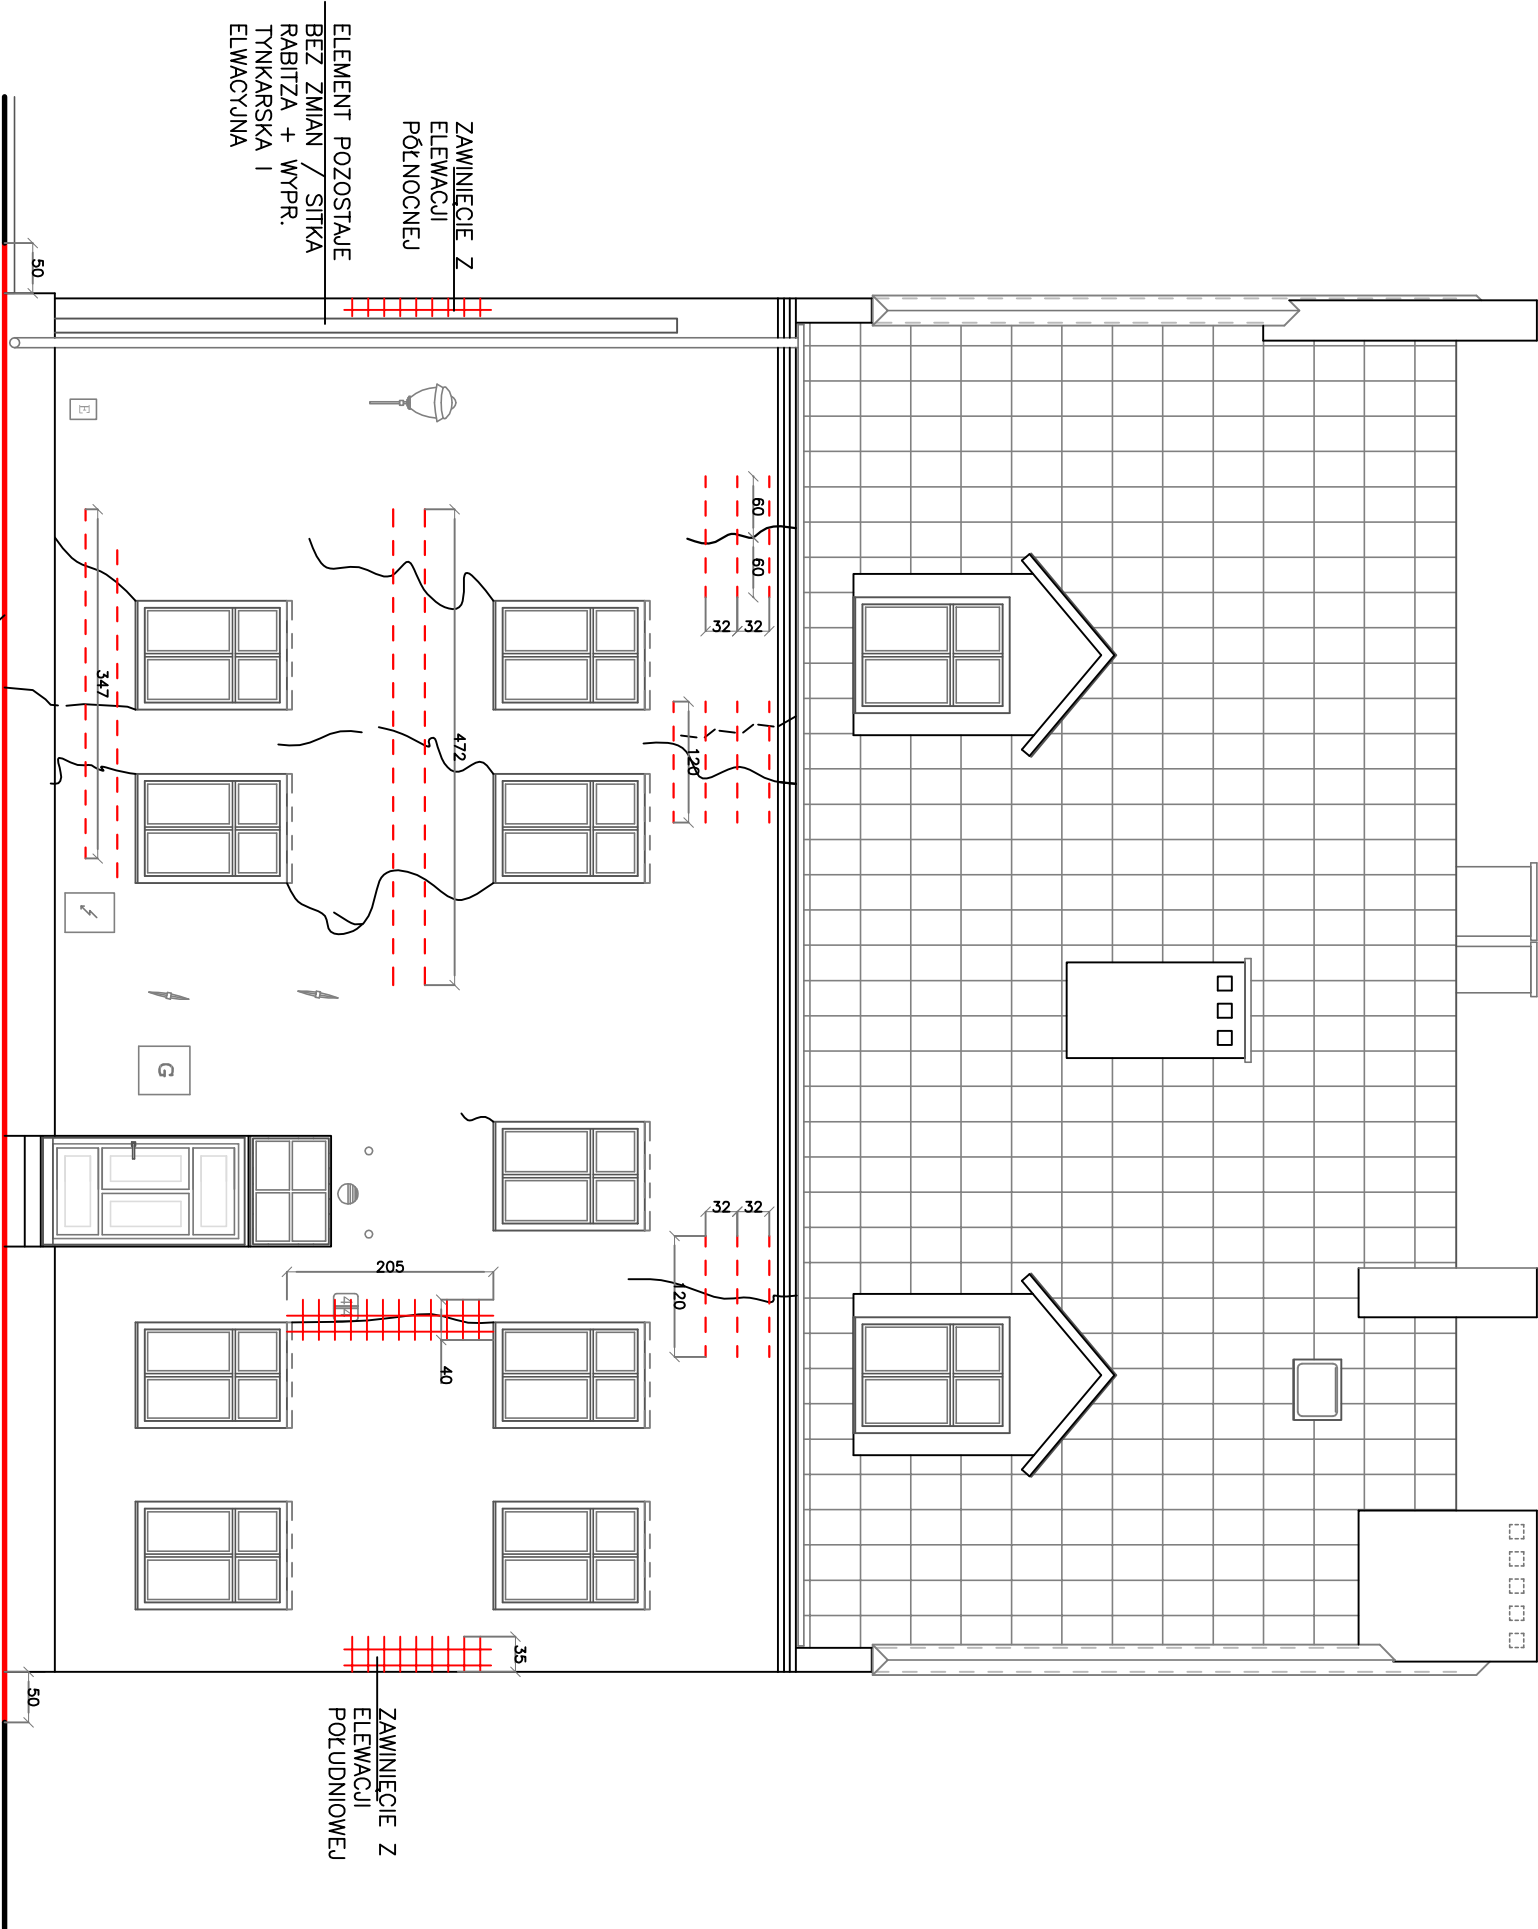 ELEMENT POZOSTAJE
BEZ ZMIAN / SITKA
RABITZA + WYPR.
TYNKARSKA I
ELWACYJNA
ZAWINIĘCIE Z
ELEWACJI
PÓŁNOCNEJ
50
E
60
60
32
32
347
472
120
G
32
32
120
205
40
35
50
ZAWINIĘCIE Z
ELEWACJI
POŁUDNIOWEJ